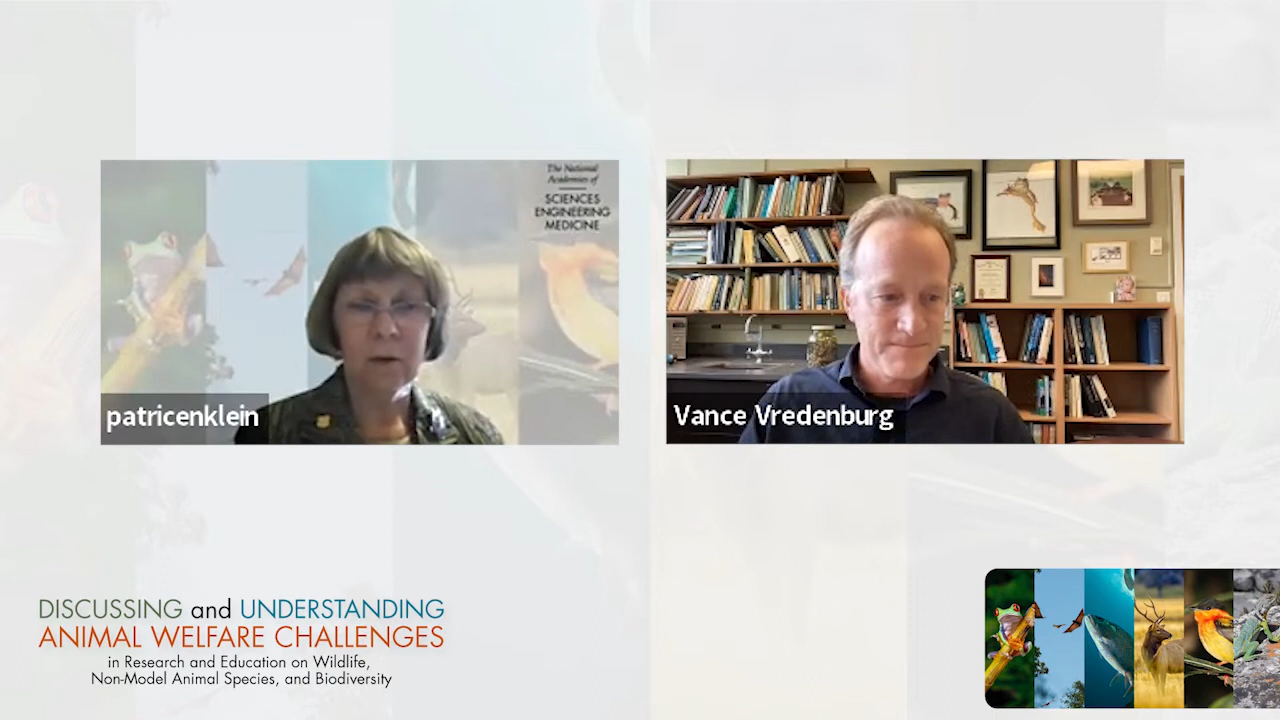 The National
Academies of
SCIENCES
ENGINEERING
MEDICINE
patricenklein
Vance Vredenburg
DISCUSSING and UNDERSTANDING
ANIMAL WELFARE CHALLENGES
in Research and Education on Wildlife,
Non-Model Animal Species, and Biodiversity